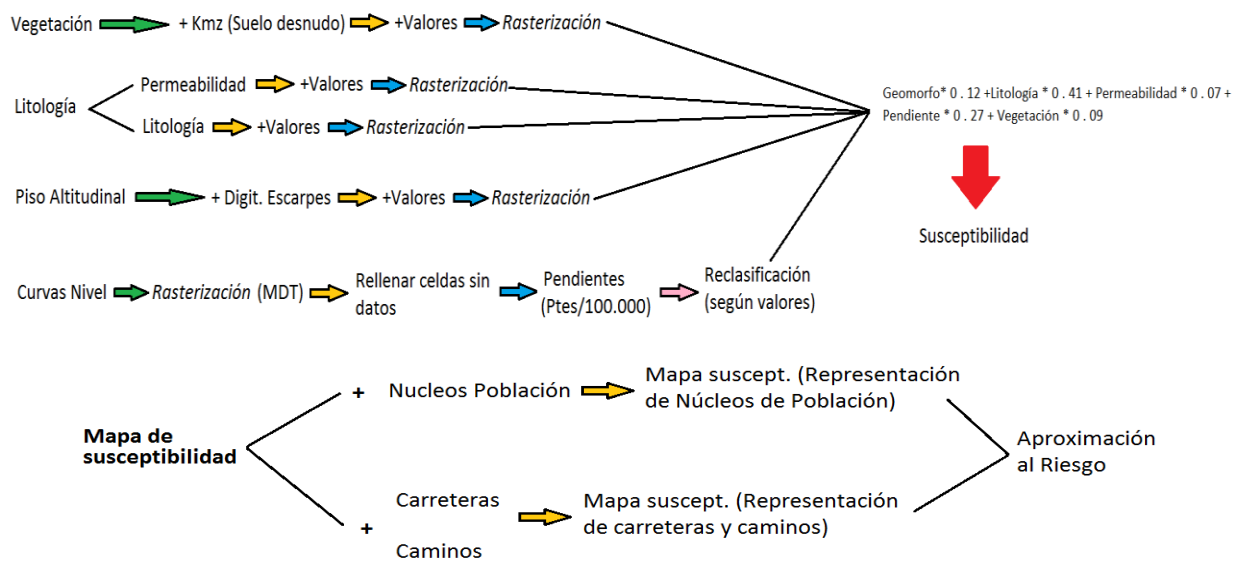 Vegetación + Kmz (Suelo desnudo) +Valores Rasterización
Litología
Permeabilidad +Valores Rasterización
Litología +Valores Rasterización
Geomorfo* 0 . 12 +Litología * 0 . 41 + Permeabilidad * 0 . 07 +
Pendiente * 0 . 27 + Vegetación * 0 . 09
Piso Altitudinal + Digit. Escarpes +Valores Rasterización
Susceptibilidad
Curvas Nivel Rasterización (MDT)
Rellenar celdas sin
datos
Pendientes
(Ptes/100.000)
Reclasificación
(según valores)
Mapa de
susceptibilidad
+ Nucleos Población
Mapa suscept. (Representación
de Núcleos de Población)
+
Carreteras
Caminos
Mapa suscept. (Representación
de carreteras y caminos)
Aproximación
al Riesgo